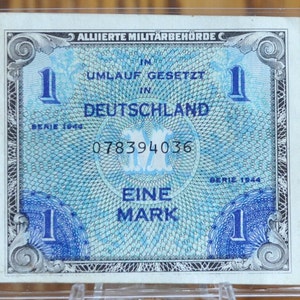 ALLIIERTE MILITÄRBEHÖRDE
1 IN 1
UMLAUF GESETZT
IN
DEUTSCHLAND
SERIE 1944
078394036
SERIE 1944
EINE
1 MARK 1